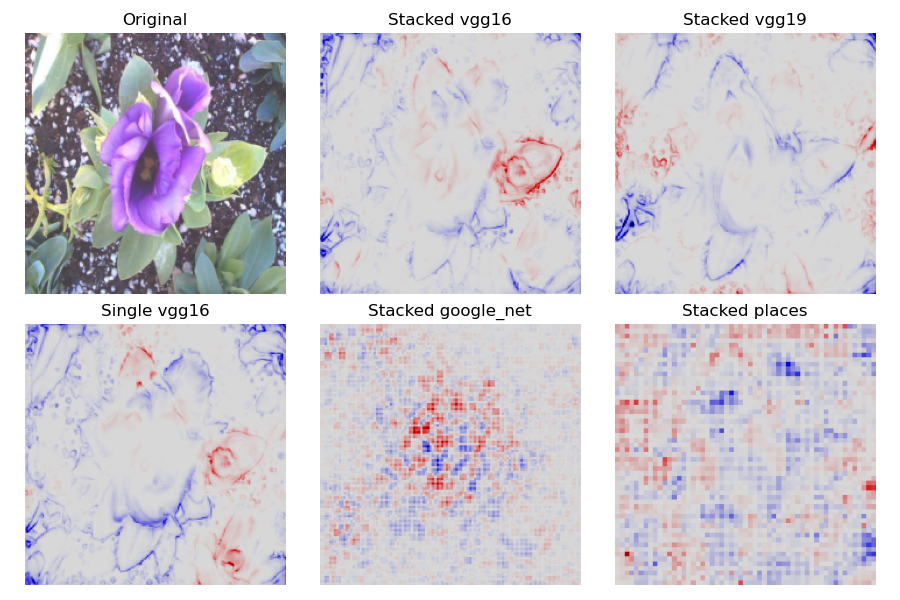 Original
Stacked vgg16
Stacked vgg19
Single vgg16
Stacked google_net
Stacked places